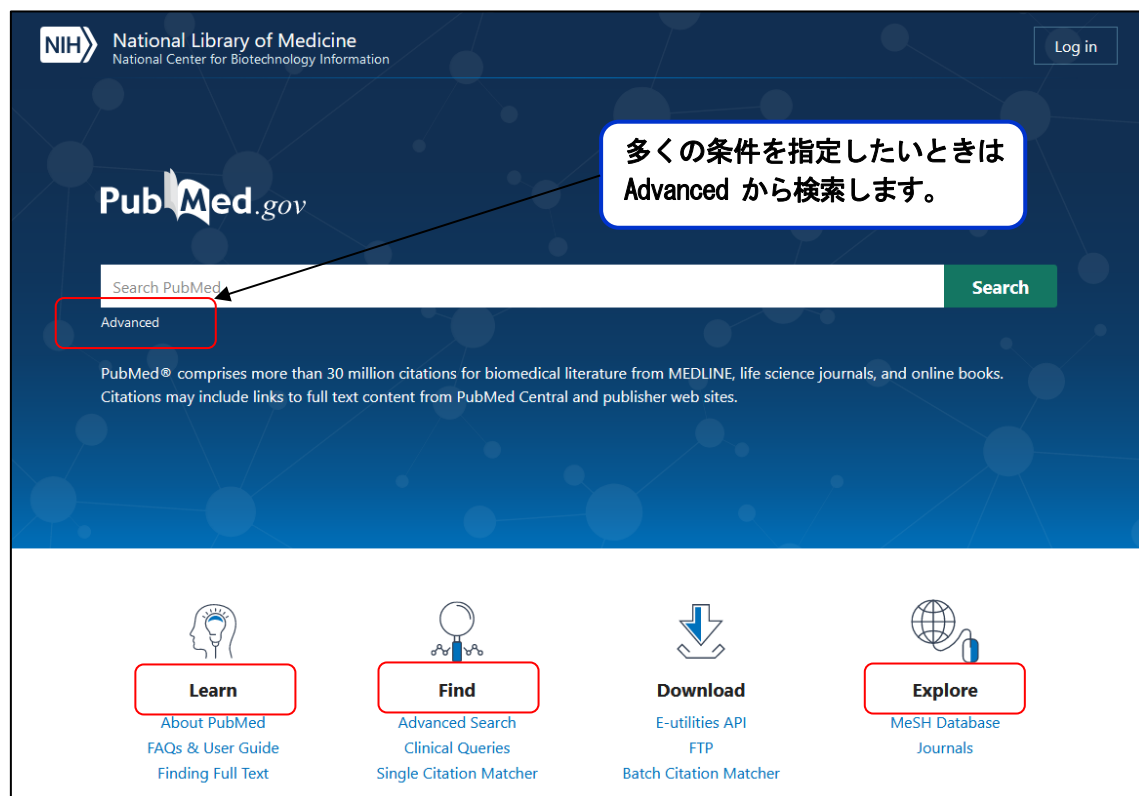 NIH
National Library of Medicine
National Center for Biotechnology Information
Log in
多くの条件を指定したいときは
Advanced から検索します。
PubMed.gov
Search PubMed
Search
Advanced
PubMed® comprises more than 30 million citations for biomedical literature from MEDLINE, life science journals, and online books.
Citations may include links to full text content from PubMed Central and publisher web sites.
Learn
About PubMed
FAQs & User Guide
Finding Full Text
Find
Advanced Search
Clinical Queries
Single Citation Matcher
Download
E-utilities API
FTP
Batch Citation Matcher
Explore
MeSH Database
Journals